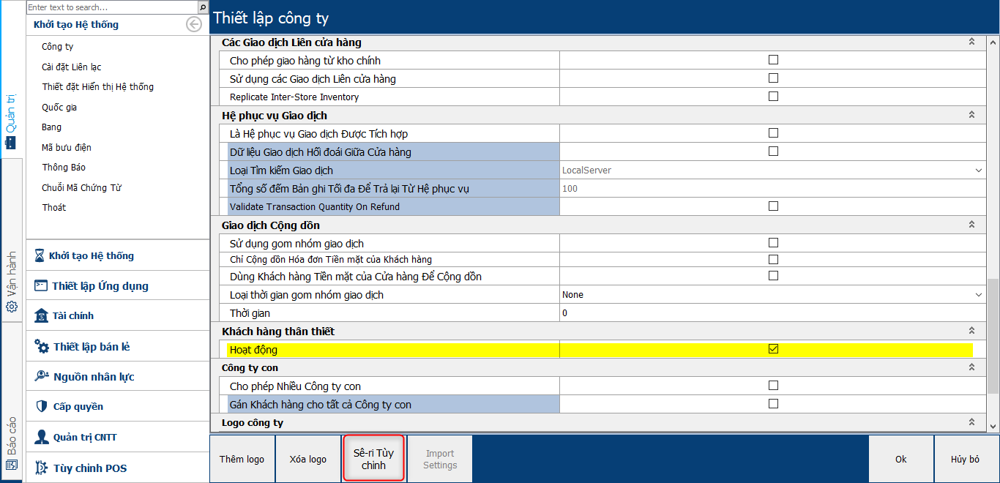 Enter text to search...
Khởi tạo Hệ thống
Công ty
Cài đặt Liên lạc
Thiết đặt Hiển thị Hệ thống
Quốc gia
Bang
Mã bưu điện
Thông Báo
Chuỗi Mã Chứng Từ
Thoát
Khởi tạo Hệ thống
Thiết lập Ứng dụng
Tài chính
Thiết lập bán lẻ
Nguồn nhân lực
Cấp quyền
Quản trị CNTT
Tùy chỉnh POS
Quản trị
Vận hành
Báo cáo
Thiết lập công ty
Các Giao dịch Liên cửa hàng
Cho phép giao hàng từ kho chính
Sử dụng các Giao dịch Liên cửa hàng
Replicate Inter-Store Inventory
Hệ phục vụ Giao dịch
Là Hệ phục vụ Giao dịch Được Tích hợp
Dữ liệu Giao dịch Hối đoái Giữa Cửa hàng
Loại Tìm kiếm Giao dịch LocalServer
Tổng số đếm Bản ghi Tối đa Để Trả lại Từ Hệ phục vụ 100
Validate Transaction Quantity On Refund
Giao dịch Cộng dồn
Sử dụng gom nhóm giao dịch
Chỉ Cộng dồn Hóa đơn Tiền mặt của Khách hàng
Dùng Khách hàng Tiền mặt của Cửa hàng Để Cộng dồn
Loại thời gian gom nhóm giao dịch None
Thời gian 0
Khách hàng thân thiết
Hoạt động
Công ty con
Cho phép Nhiều Công ty con
Gán Khách hàng cho tất cả Công ty con
Logo công ty
Thêm logo
Xóa logo
Sê-ri Tùy
chỉnh
Import
Settings
Ok
Hủy bỏ